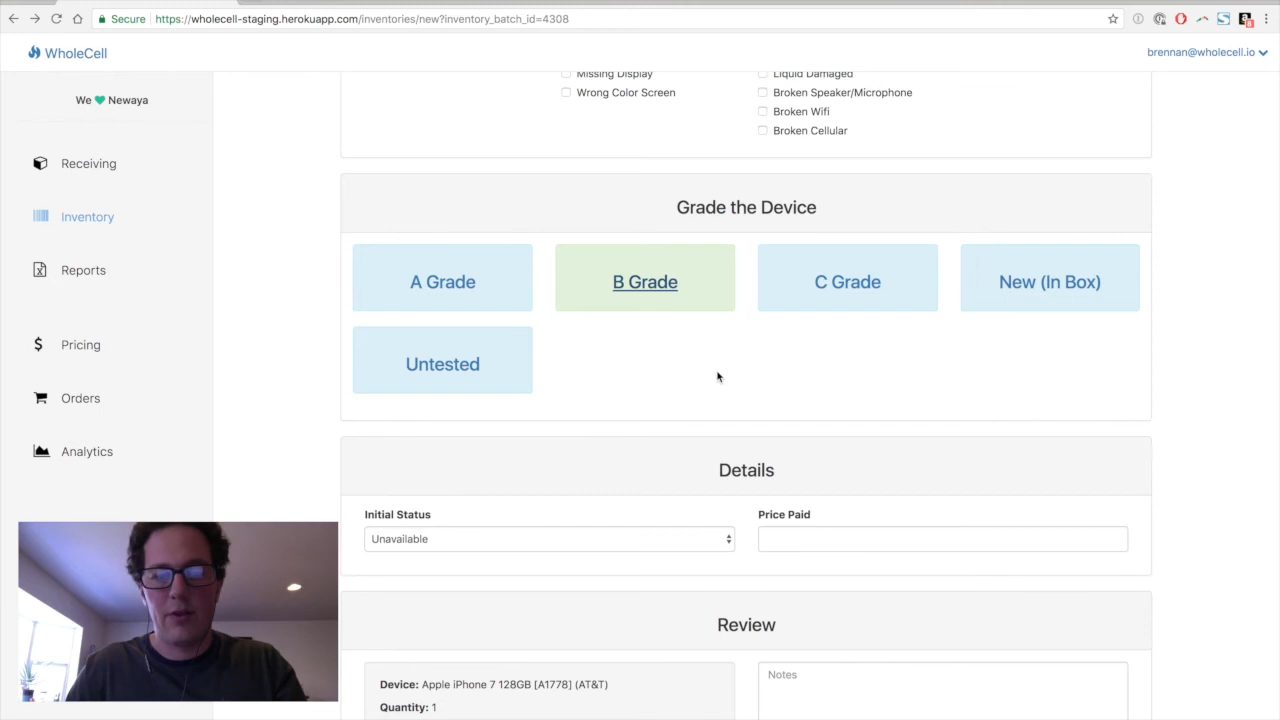 Secure
https://wholecell-staging.herokuapp.com/inventories/new?inventory_batch_id=4308
8
WholeCell
brennan@wholecell.io
We Newaya
Receiving
Inventory
Reports
Pricing
Orders
Analytics
Missing Display
Liquid Damaged
Wrong Color Screen
Broken Speaker/Microphone
Broken Wifi
Broken Cellular
Grade the Device
A Grade
B Grade
C Grade
New (In Box)
Untested
Details
Initial Status
Price Paid
Unavailable
Review
Device: Apple iPhone 7 128GB [A1778] (AT&T)
Notes
Quantity: 1